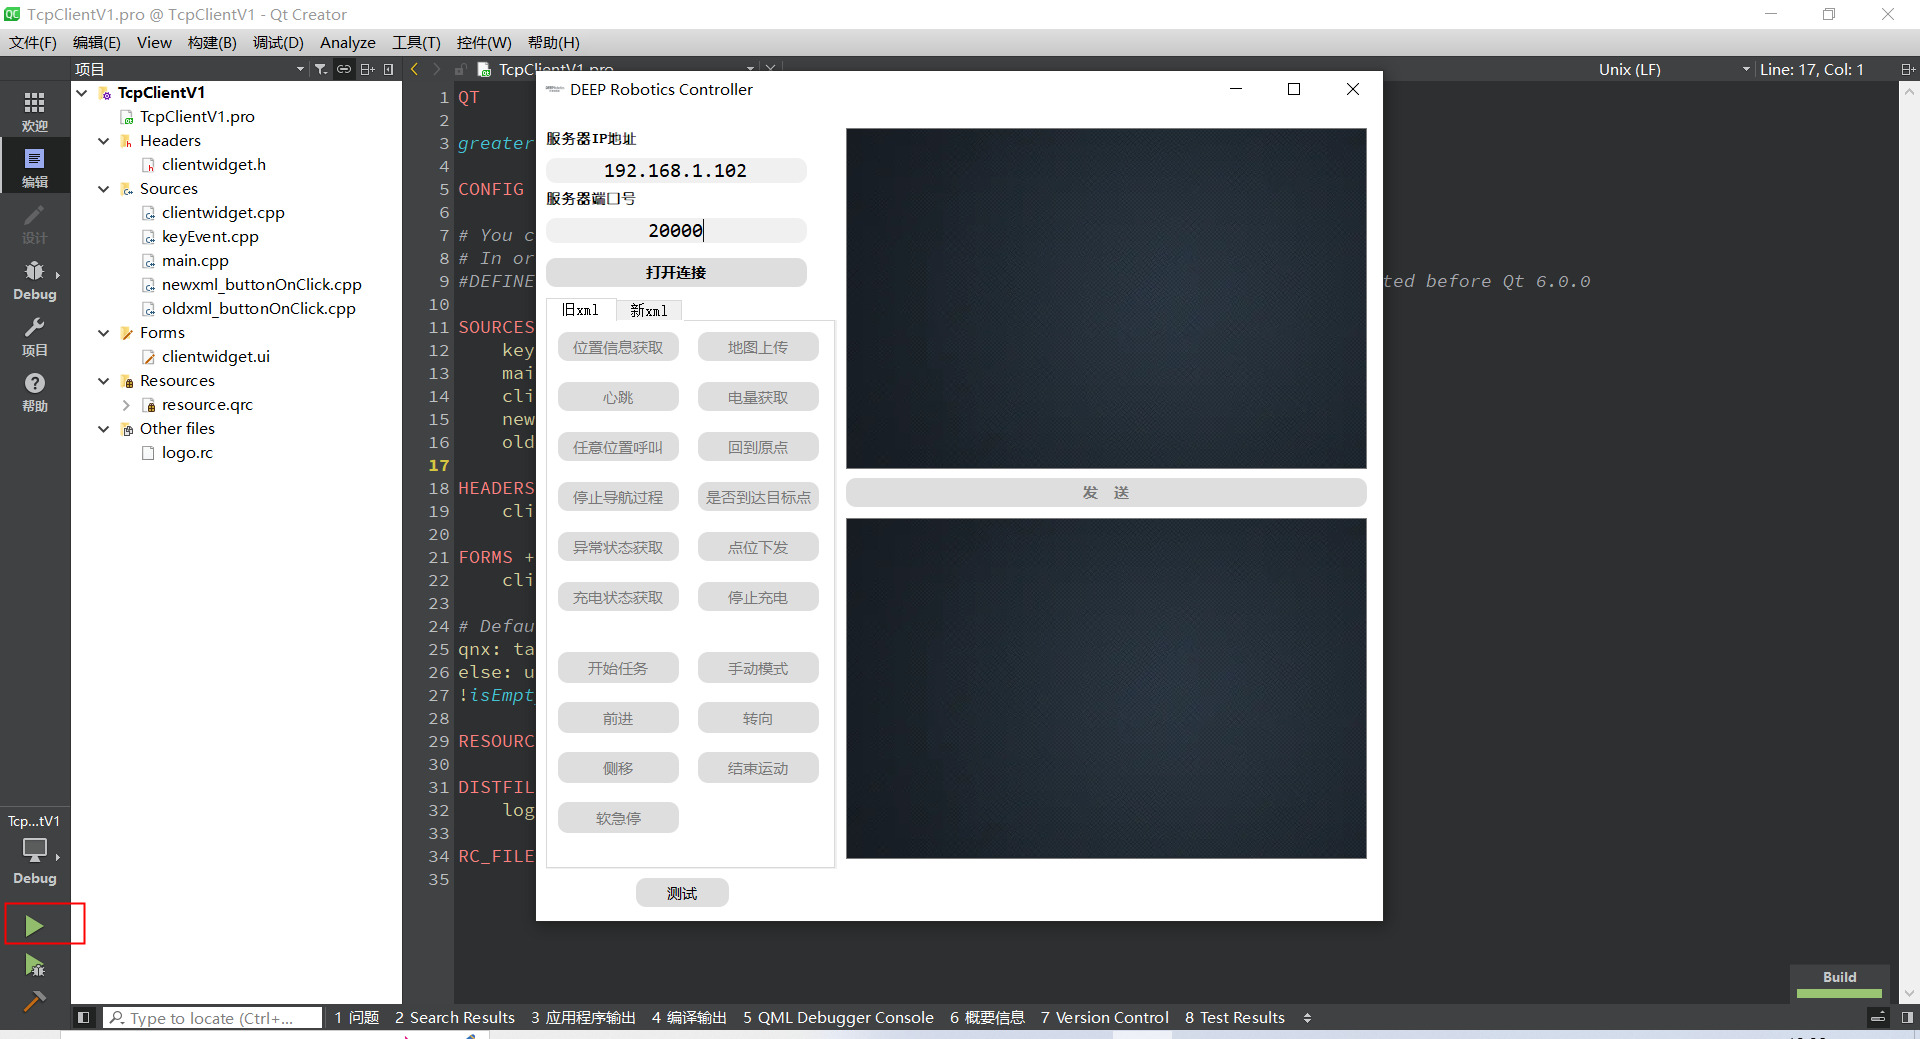 TcpClientV1.pro @ TcpClientV1 - Qt Creator
文件(F) 编辑(E) View 构建(B) 调试(D) Analyze 工具(T) 控件(W) 帮助(H)
项目
TcpClientV1.pro
Unix (LF)
Line: 17, Col: 1
欢迎
编辑
设计
Debug
项目
帮助
Tcp...tV1
Debug
TcpClientV1
TcpClientV1.pro
Headers
clientwidget.h
Sources
clientwidget.cpp
keyEvent.cpp
main.cpp
newxml_buttonOnClick.cpp
oldxml_buttonOnClick.cpp
Forms
clientwidget.ui
Resources
resource.qrc
Other files
logo.rc
1 QT
2
3 greater
4
5 CONFIG
6
7 # You c
8 # In or
9 #DEFINE ted before Qt 6.0.0
10
11 SOURCES
12 key
13 mai
14 cli
15 new
16 old
17
18 HEADERS
19 cli
20
21 FORMS +
22 cli
23
24 # Defau
25 qnx: ta
26 else: u
27 !isEmpt
28
29 RESOURC
30
31 DISTFIL
32 log
33
34 RC_FILE
35
DEEP Robotics Controller
服务器IP地址
192.168.1.102
服务器端口号
20000
打开连接
旧xml 新xml
位置信息获取 地图上传
心跳 电量获取
任意位置呼叫 回到原点
停止导航过程 是否到达目标点
异常状态获取 点位下发
充电状态获取 停止充电
开始任务 手动模式
前进 转向
侧移 结束运动
软急停
测试
发 送
Build
Type to locate (Ctrl+...
1 问题 2 Search Results 3 应用程序输出 4 编译输出 5 QML Debugger Console 6 概要信息 7 Version Control 8 Test Results